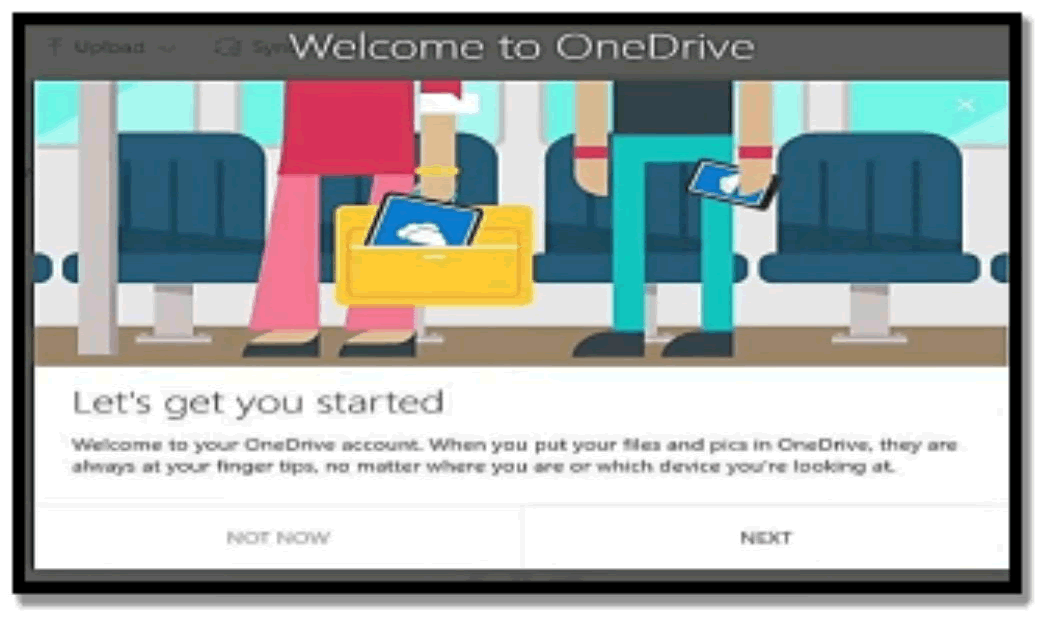 Upload
Welcome to OneDrive
Let's get you started
Welcome to your OneDrive account. When you put your files and pics in OneDrive, they are
always at your finger tips, no matter where you are or which device you're looking at.
NOT NOW
NEXT